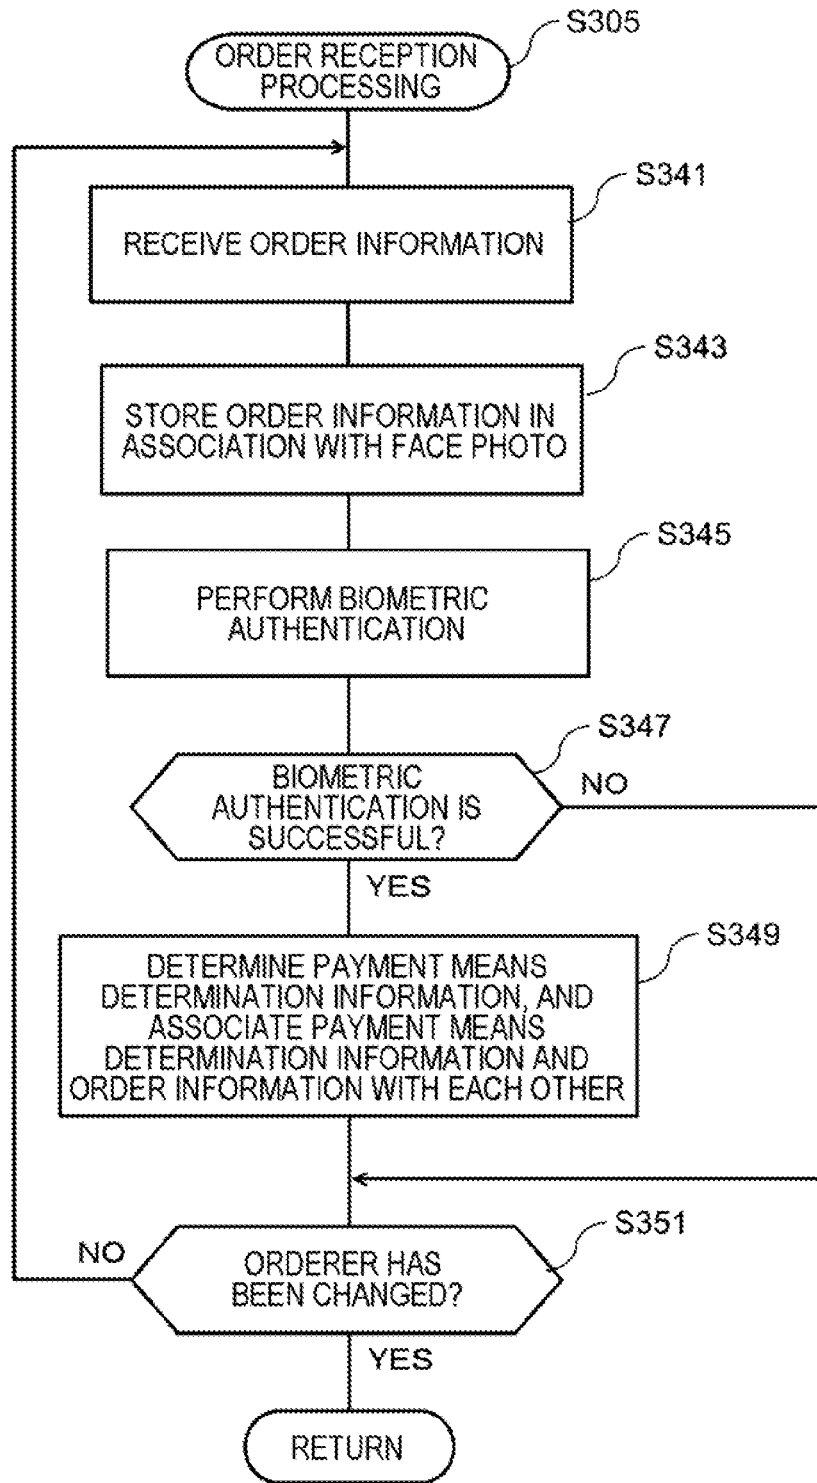 S305
ORDER RECEPTION
PROCESSING
S341
RECEIVE ORDER INFORMATION
S343
STORE ORDER INFORMATION IN
ASSOCIATION WITH FACE PHOTO
S345
PERFORM BIOMETRIC
AUTHENTICATION
S347
BIOMETRIC
AUTHENTICATION IS
SUCCESSFUL?
NO
YES
S349
DETERMINE PAYMENT MEANS
DETERMINATION INFORMATION, AND
ASSOCIATE PAYMENT MEANS
DETERMINATION INFORMATION AND
ORDER INFORMATION WITH EACH OTHER
S351
NO
ORDERER HAS
BEEN CHANGED?
YES
RETURN